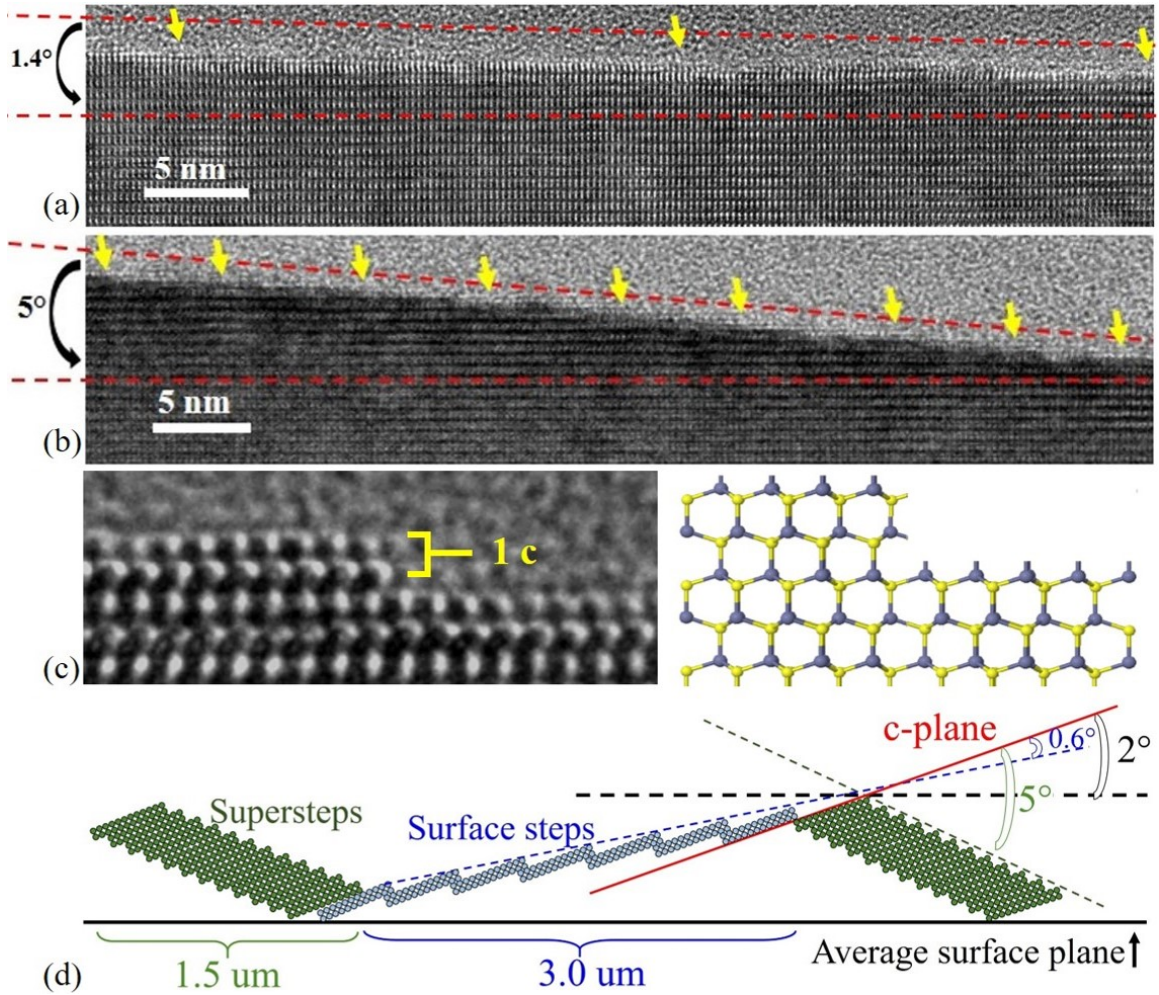 1.4°
5 nm
(a)
5°
5 nm
(b)
1 c
(c)
c-plane
0.6°
2°
5°
Supersteps
Surface steps
1.5 um
3.0 um
Average surface plane
(d)